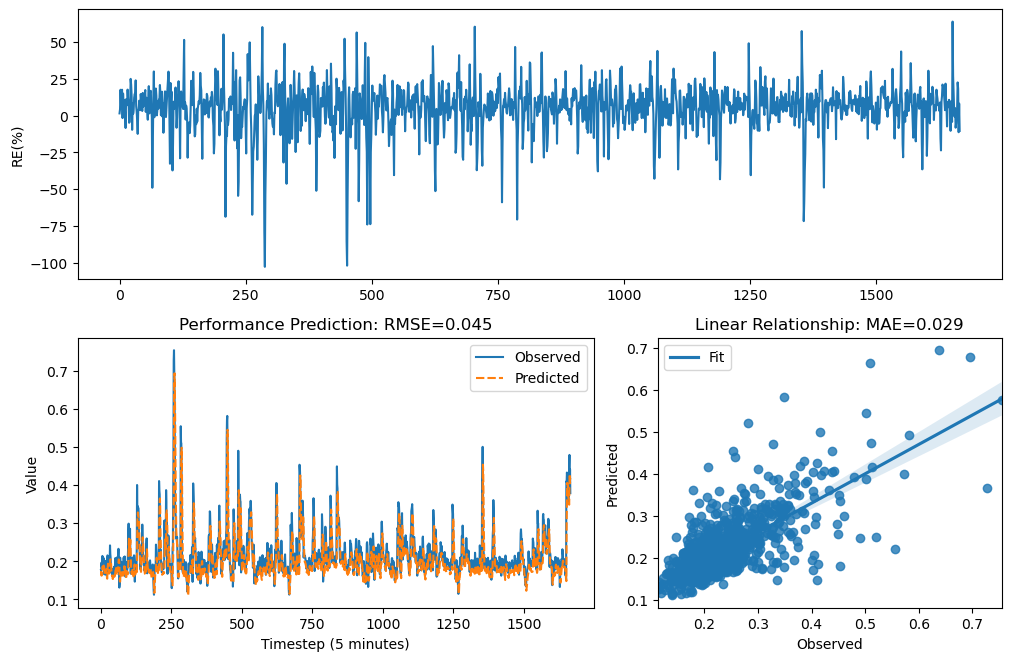 50
25
0
−25
−50
−75
−100
RE(%)
0 250 500 750 1000 1250 1500
Performance Prediction: RMSE=0.045
Observed
Predicted
0.7
0.6
0.5
0.4
0.3
0.2
0.1
Value
0 250 500 750 1000 1250 1500
Timestep (5 minutes)
Linear Relationship: MAE=0.029
Fit
0.7
0.6
0.5
0.4
0.3
0.2
0.1
Predicted
0.2 0.3 0.4 0.5 0.6 0.7
Observed